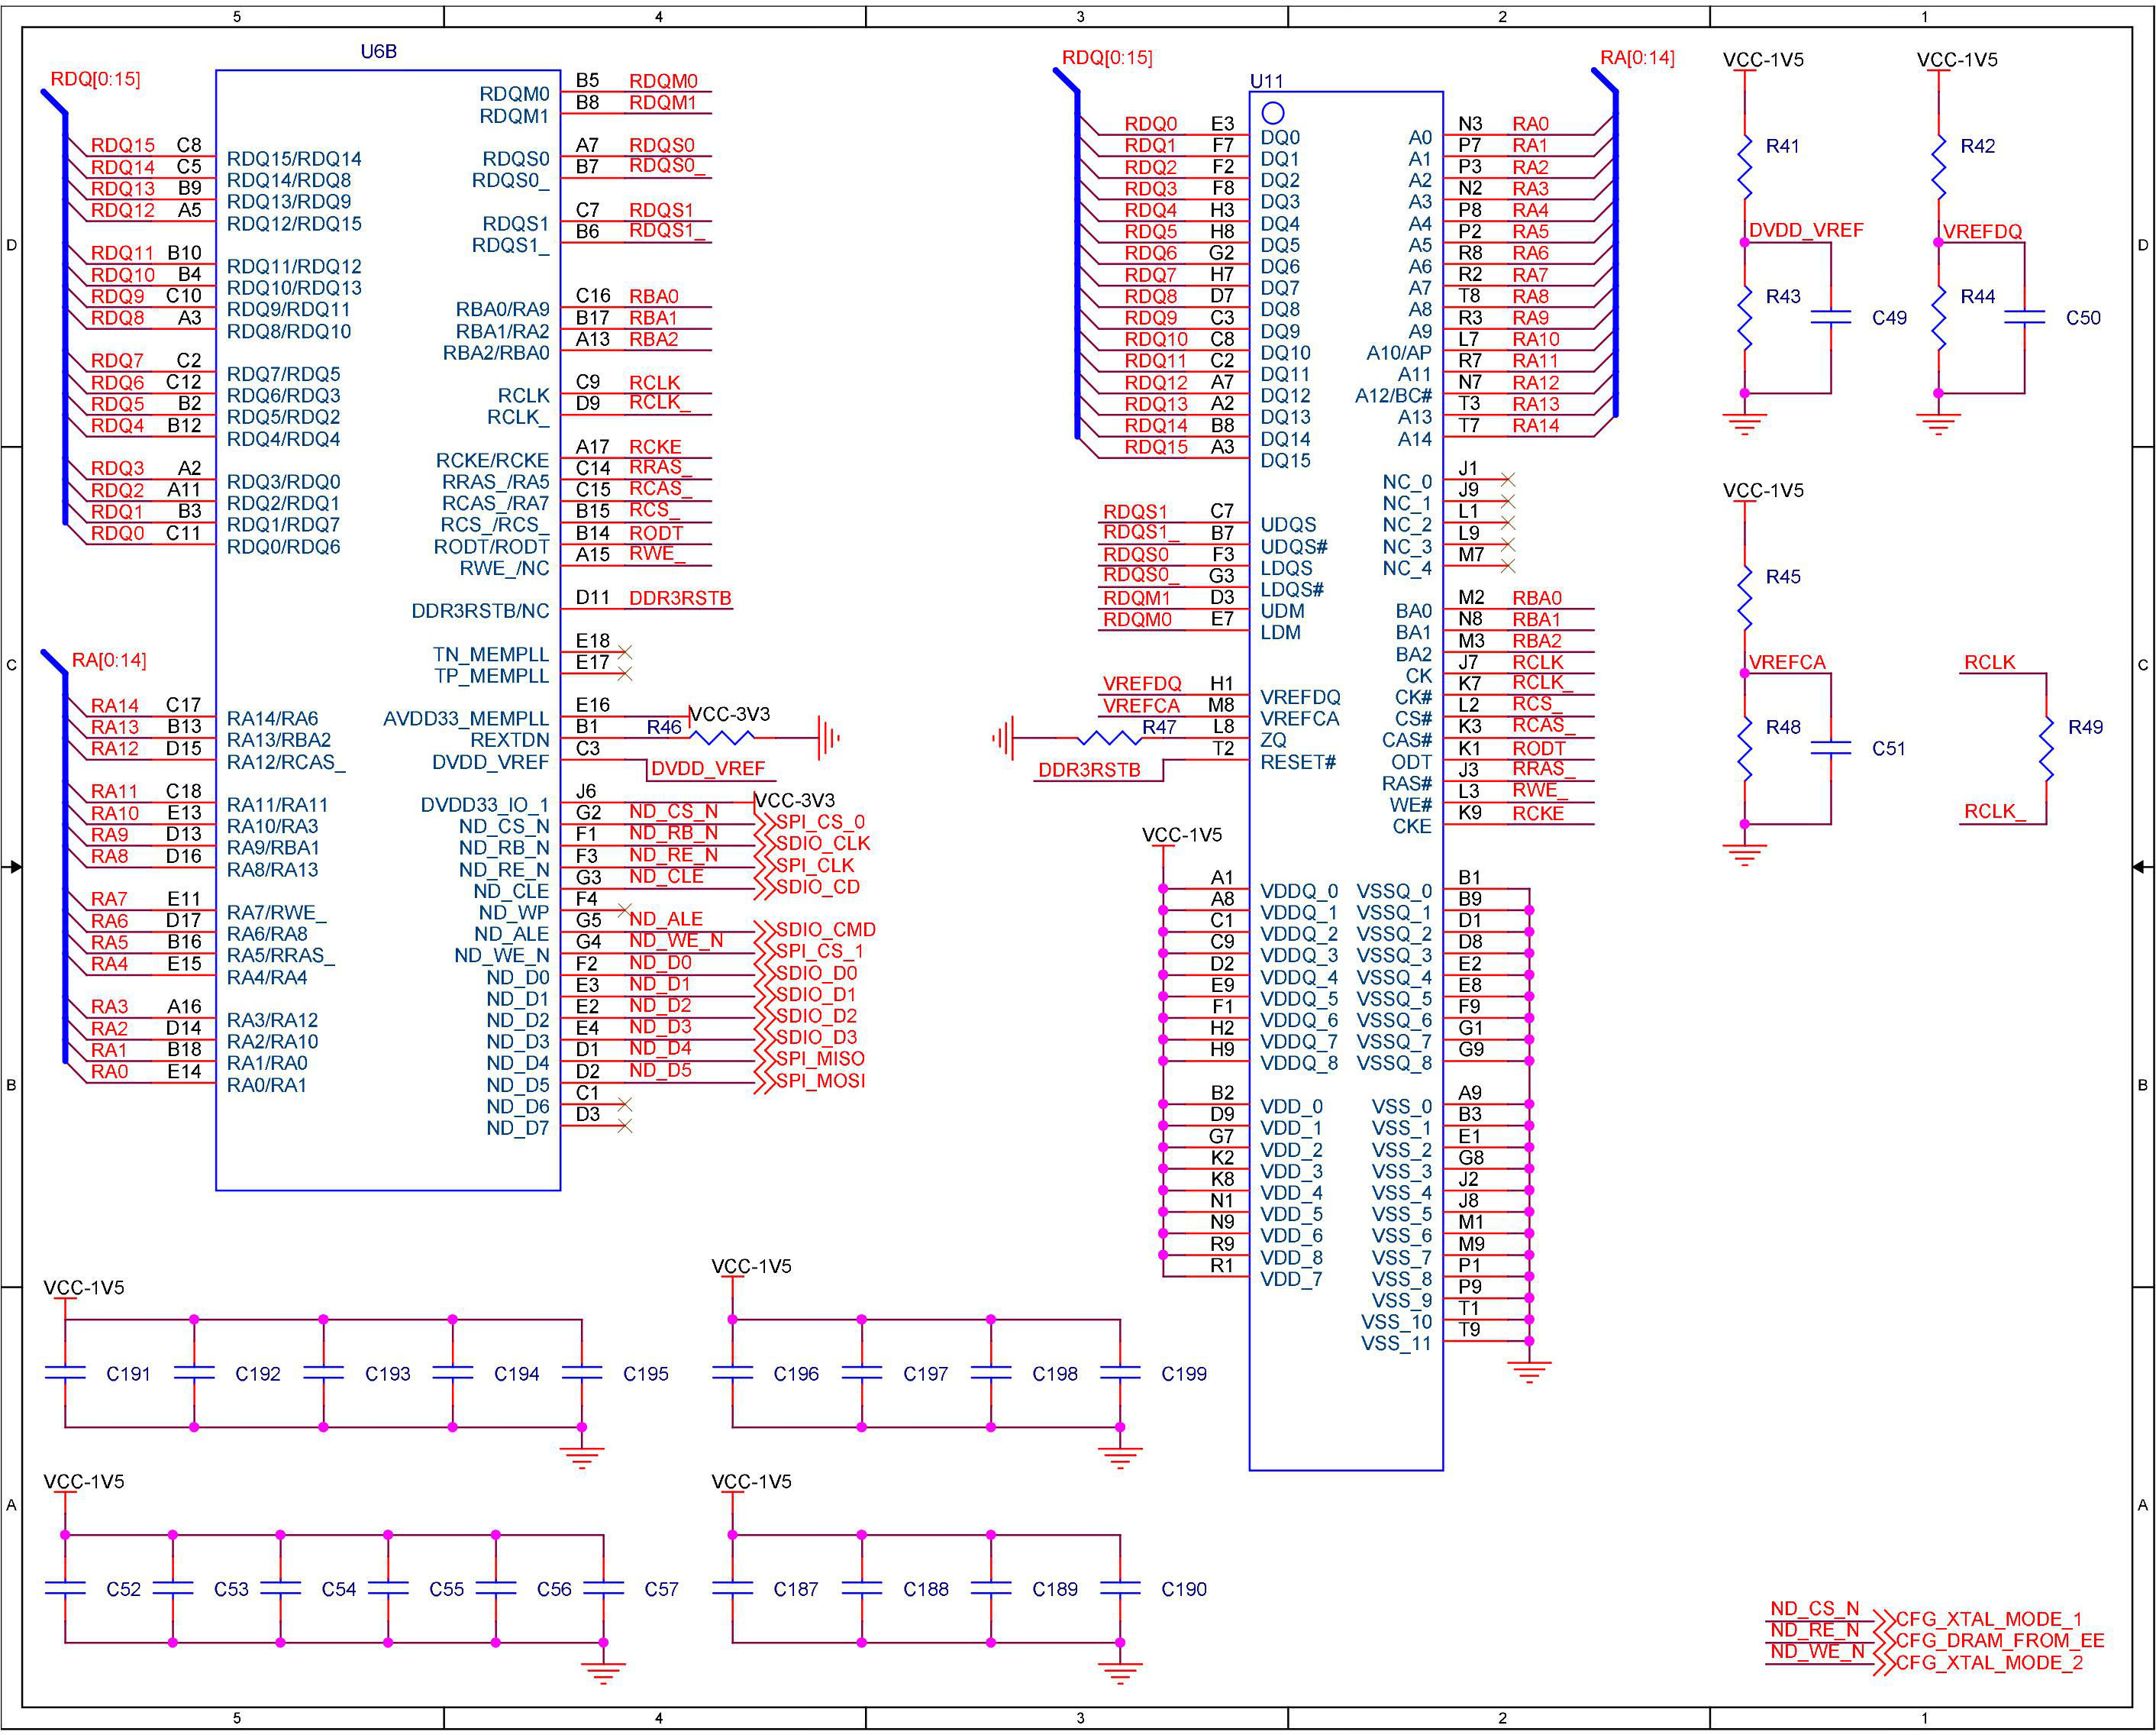 5 4 3 2 1
U6B
RDQ[0:15]
RDQ15 C8 RDQ15/RDQ14
RDQ14 C5 RDQ14/RDQ8
RDQ13 B9 RDQ13/RDQ9
RDQ12 A5 RDQ12/RDQ15
RDQ11 B10 RDQ11/RDQ12
RDQ10 B4 RDQ10/RDQ13
RDQ9 C10 RDQ9/RDQ11
RDQ8 A3 RDQ8/RDQ10
RDQ7 C2 RDQ7/RDQ5
RDQ6 C12 RDQ6/RDQ3
RDQ5 B2 RDQ5/RDQ2
RDQ4 B12 RDQ4/RDQ4
RDQ3 A2 RDQ3/RDQ0
RDQ2 A11 RDQ2/RDQ1
RDQ1 B3 RDQ1/RDQ7
RDQ0 C11 RDQ0/RDQ6
RA[0:14]
RA14 C17 RA14/RA6
RA13 B13 RA13/RBA2
RA12 D15 RA12/RCAS_
RA11 C18 RA11/RA11
RA10 E13 RA10/RA3
RA9 D13 RA9/RBA1
RA8 D16 RA8/RA13
RA7 E11 RA7/RWE_
RA6 D17 RA6/RA8
RA5 B16 RA5/RRAS_
RA4 E15 RA4/RA4
RA3 A16 RA3/RA12
RA2 D14 RA2/RA10
RA1 B18 RA1/RA0
RA0 E14 RA0/RA1
RDQM0 B5 RDQM0
RDQM1 B8 RDQM1
RDQS0 A7 RDQS0
RDQS0_ B7 RDQS0_
RDQS1 C7 RDQS1
RDQS1_ B6 RDQS1_
RBA0/RA9 C16 RBA0
RBA1/RA2 B17 RBA1
RBA2/RBA0 A13 RBA2
RCLK C9 RCLK
RCLK_ D9 RCLK_
RCKE/RCKE A17 RCKE
RRAS_/RA5 C14 RRAS_
RCAS_/RA7 C15 RCAS_
RCS_/RCS_ B15 RCS_
RODT/RODT B14 RODT
RWE_/NC A15 RWE_
DDR3RSTB/NC D11 DDR3RSTB
TN_MEMPLL E18
TP_MEMPLL E17
AVDD33_MEMPLL E16 VCC-3V3
REXTDN B1 R46
DVDD_VREF C3 DVDD_VREF
DVDD33_IO_1 J6 VCC-3V3
ND_CS_N G2 ND_CS_N SPI_CS_0
ND_RB_N F1 ND_RB_N SDIO_CLK
ND_RE_N F3 ND_RE_N SPI_CLK
ND_CLE G3 ND_CLE SDIO_CD
ND_WP F4
ND_ALE G5 ND_ALE SDIO_CMD
ND_WE_N G4 ND_WE_N SPI_CS_1
ND_D0 F2 ND_D0 SDIO_D0
ND_D1 E3 ND_D1 SDIO_D1
ND_D2 E2 ND_D2 SDIO_D2
ND_D3 E4 ND_D3 SDIO_D3
ND_D4 D1 ND_D4 SPI_MISO
ND_D5 D2 ND_D5 SPI_MOSI
ND_D6 C1
ND_D7 D3
RDQ[0:15]
U11
RA[0:14]
RDQ0 E3 DQ0 A0 N3 RA0
RDQ1 F7 DQ1 A1 P7 RA1
RDQ2 F2 DQ2 A2 P3 RA2
RDQ3 F8 DQ3 A3 N2 RA3
RDQ4 H3 DQ4 A4 P8 RA4
RDQ5 H8 DQ5 A5 P2 RA5
RDQ6 G2 DQ6 A6 R8 RA6
RDQ7 H7 DQ7 A7 R2 RA7
RDQ8 D7 DQ8 A8 T8 RA8
RDQ9 C3 DQ9 A9 R3 RA9
RDQ10 C8 DQ10 A10/AP L7 RA10
RDQ11 C2 DQ11 A11 R7 RA11
RDQ12 A7 DQ12 A12/BC# N7 RA12
RDQ13 A2 DQ13 A13 T3 RA13
RDQ14 B8 DQ14 A14 T7 RA14
RDQ15 A3 DQ15
NC_0 J1
NC_1 J9
NC_2 L1
NC_3 L9
NC_4 M7
RDQS1 C7 UDQS
RDQS1_ B7 UDQS#
RDQS0 F3 LDQS
RDQS0_ G3 LDQS#
RDQM1 D3 UDM
RDQM0 E7 LDM
VREFDQ H1 VREFDQ
VREFCA M8 VREFCA
R47 L8 ZQ
DDR3RSTB T2 RESET#
BA0 M2 RBA0
BA1 N8 RBA1
BA2 M3 RBA2
CK J7 RCLK
CK# K7 RCLK_
CS# L2 RCS_
CAS# K3 RCAS_
ODT K1 RODT
RAS# J3 RRAS_
WE# L3 RWE_
CKE K9 RCKE
VCC-1V5
A1 VDDQ_0 VSSQ_0 B1
A8 VDDQ_1 VSSQ_1 B9
C1 VDDQ_2 VSSQ_2 D1
C9 VDDQ_3 VSSQ_3 D8
D2 VDDQ_4 VSSQ_4 E2
E9 VDDQ_5 VSSQ_5 E8
F1 VDDQ_6 VSSQ_6 F9
H2 VDDQ_7 VSSQ_7 G1
H9 VDDQ_8 VSSQ_8 G9
B2 VDD_0 VSS_0 A9
D9 VDD_1 VSS_1 B3
G7 VDD_2 VSS_2 E1
K2 VDD_3 VSS_3 G8
K8 VDD_4 VSS_4 J2
N1 VDD_5 VSS_5 J8
N9 VDD_6 VSS_6 M1
R9 VDD_8 VSS_7 M9
R1 VDD_7 VSS_8 P1
VSS_9 P9
VSS_10 T1
VSS_11 T9
VCC-1V5 VCC-1V5
R41 R42
DVDD_VREF VREFDQ
R43 C49 R44 C50
VCC-1V5
R45
VREFCA
R48 C51
RCLK
R49
RCLK_
VCC-1V5
C191 C192 C193 C194 C195
VCC-1V5
C196 C197 C198 C199
VCC-1V5
C52 C53 C54 C55 C56 C57
VCC-1V5
C187 C188 C189 C190
ND_CS_N CFG_XTAL_MODE_1
ND_RE_N CFG_DRAM_FROM_EE
ND_WE_N CFG_XTAL_MODE_2
D D
C C
B B
A A
5 4 3 2 1